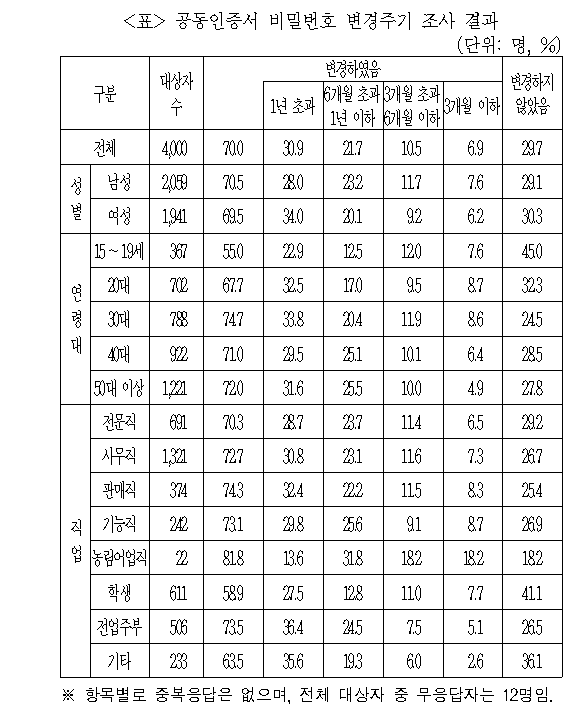 <표> 공동인증서 비밀번호 변경주기 조사 결과
(단위: 명, %)
구분 대상자 수 변경하였음 변경하지 않았음
1년 초과 6개월 초과 1년 이하 3개월 초과 6개월 이하 3개월 이하
전체 4,000 70.0 30.9 21.7 10.5 6.9 29.7
성별 남성 2,059 70.5 28.0 23.2 11.7 7.6 29.1
여성 1,941 69.5 34.0 20.1 9.2 6.2 30.3
연령대 15~19세 367 55.0 22.9 12.5 12.0 7.6 45.0
20대 702 67.7 32.5 17.0 9.5 8.7 32.3
30대 788 74.7 33.8 20.4 11.9 8.6 24.5
40대 922 71.0 29.5 25.1 10.1 6.4 28.5
50대 이상 1,221 72.0 31.6 25.5 10.0 4.9 27.8
직업 전문직 691 70.3 28.7 23.7 11.4 6.5 29.2
사무직 1,321 72.7 30.8 23.1 11.6 7.3 26.7
판매직 374 74.3 32.4 22.2 11.5 8.3 25.4
기능직 242 73.1 29.8 25.6 9.1 8.7 26.9
농림어업직 22 81.8 13.6 31.8 18.2 18.2 18.2
학생 611 58.9 27.5 12.8 11.0 7.7 41.1
전업주부 506 73.5 36.4 24.5 7.5 5.1 26.5
기타 233 63.5 35.6 19.3 6.0 2.6 36.1
※ 항목별로 중복응답은 없으며, 전체 대상자 중 무응답자는 12명임.